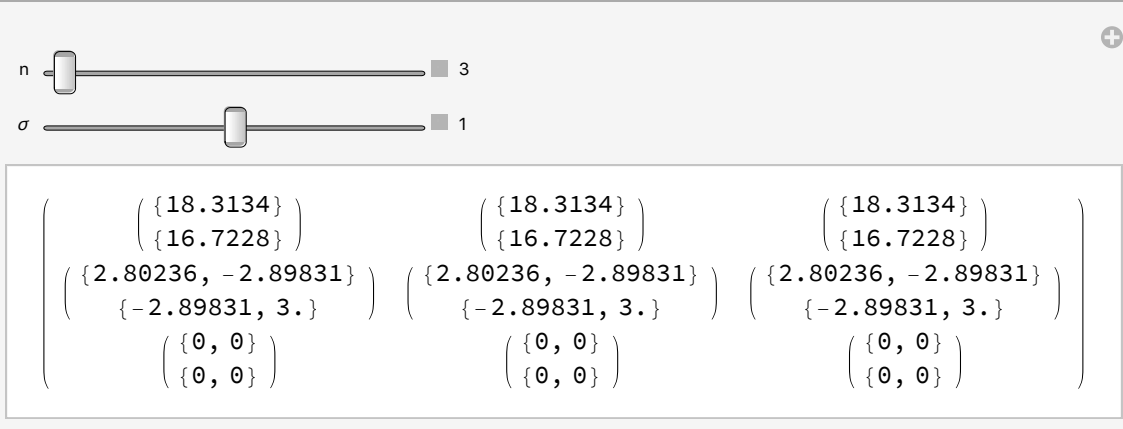 n 3
σ 1
{18.3134} {18.3134} {18.3134}
{16.7228} {16.7228} {16.7228}
{2.80236, -2.89831} {2.80236, -2.89831} {2.80236, -2.89831}
{-2.89831, 3.} {-2.89831, 3.} {-2.89831, 3.}
{0, 0} {0, 0} {0, 0}
{0, 0} {0, 0} {0, 0}